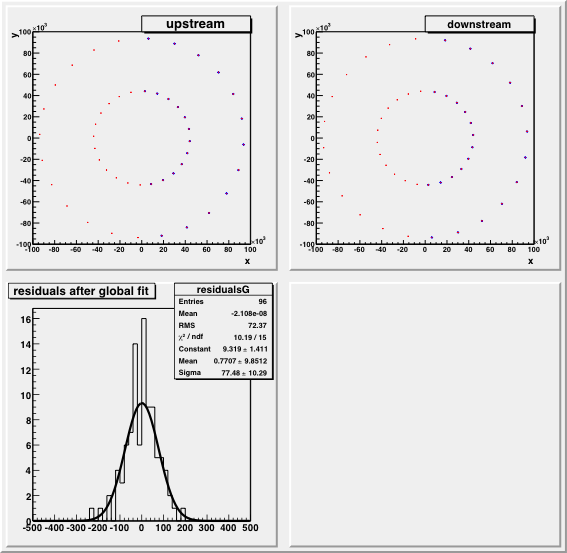 upstream
y
100 ×10³
80
60
40
20
0
-20
-40
-60
-80
-100
-100 -80 -60 -40 -20 0 20 40 60 80 100
×10³
x
downstream
y
100 ×10³
80
60
40
20
0
-20
-40
-60
-80
-100
-100 -80 -60 -40 -20 0 20 40 60 80 100
×10³
x
residuals after global fit
residualsG
Entries 96
Mean -2.108e-08
RMS 72.37
χ² / ndf 10.19 / 15
Constant 9.319 ± 1.411
Mean 0.7707 ± 9.8512
Sigma 77.48 ± 10.29
16
14
12
10
8
6
4
2
0
-500 -400 -300 -200 -100 0 100 200 300 400 500